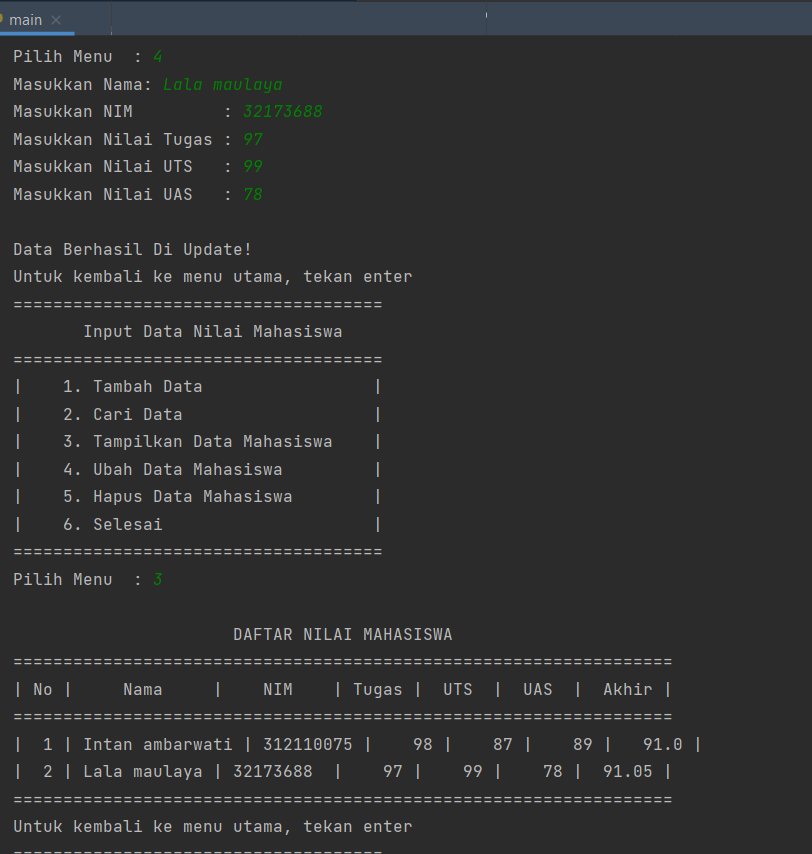 main
Pilih Menu  : 4
Masukkan Nama: Lala maulaya
Masukkan NIM         : 32173688
Masukkan Nilai Tugas : 97
Masukkan Nilai UTS   : 99
Masukkan Nilai UAS   : 78

Data Berhasil Di Update!
Untuk kembali ke menu utama, tekan enter
=====================================
       Input Data Nilai Mahasiswa
=====================================
|    1. Tambah Data                 |
|    2. Cari Data                   |
|    3. Tampilkan Data Mahasiswa    |
|    4. Ubah Data Mahasiswa         |
|    5. Hapus Data Mahasiswa        |
|    6. Selesai                     |
=====================================
Pilih Menu  : 3

                      DAFTAR NILAI MAHASISWA
==================================================================
| No |     Nama     |    NIM    | Tugas |  UTS  |  UAS  |  Akhir |
==================================================================
|  1 | Intan ambarwati | 312110075 |    98 |    87 |    89 |   91.0 |
|  2 | Lala maulaya | 32173688  |    97 |    99 |    78 |  91.05 |
==================================================================
Untuk kembali ke menu utama, tekan enter
=====================================